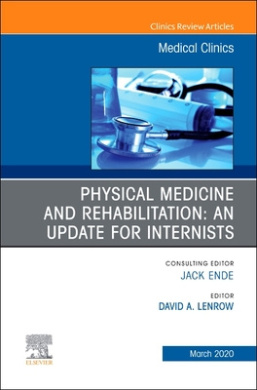 Clinics Review Articles
Medical Clinics
PHYSICAL MEDICINE
AND REHABILITATION: AN
UPDATE FOR INTERNISTS
CONSULTING EDITOR
JACK ENDE
EDITOR
DAVID A. LENROW
ELSEVIER
March 2020